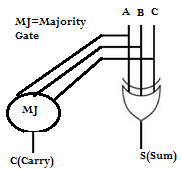 A B C
MJ=Majority
Gate
MJ
C(Carry)
S(Sum)